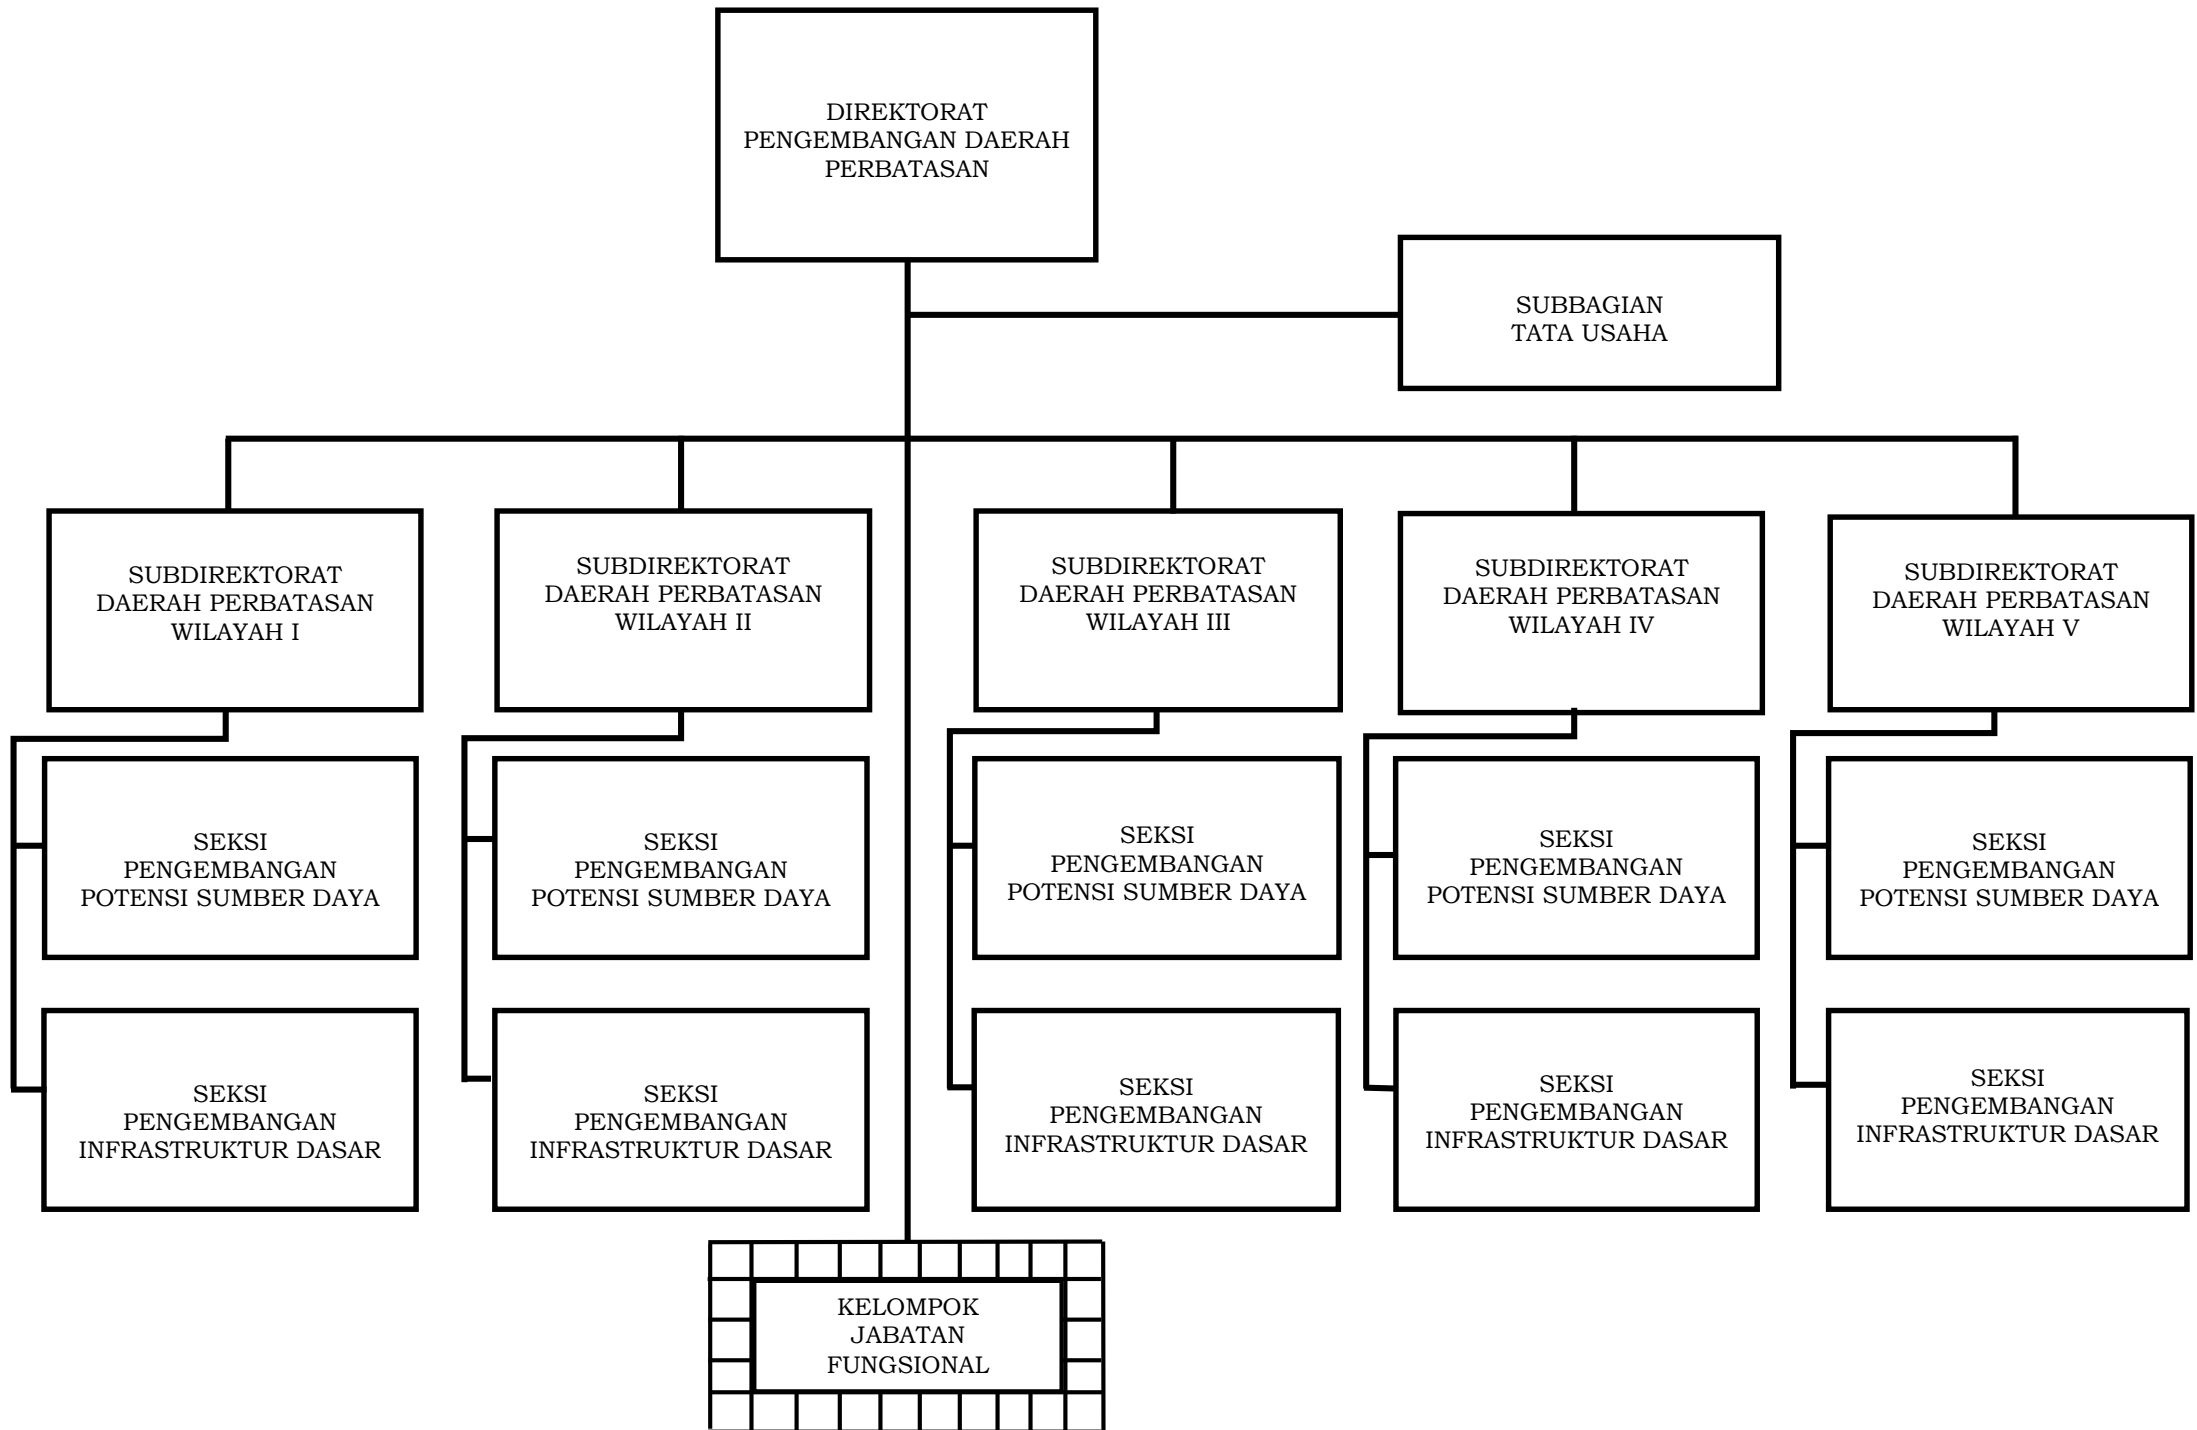 DIREKTORAT
PENGEMBANGAN DAERAH
PERBATASAN
SUBBAGIAN
TATA USAHA
SUBDIREKTORAT
DAERAH PERBATASAN
WILAYAH I
SUBDIREKTORAT
DAERAH PERBATASAN
WILAYAH II
SUBDIREKTORAT
DAERAH PERBATASAN
WILAYAH III
SUBDIREKTORAT
DAERAH PERBATASAN
WILAYAH IV
SUBDIREKTORAT
DAERAH PERBATASAN
WILAYAH V
SEKSI
PENGEMBANGAN
POTENSI SUMBER DAYA
SEKSI
PENGEMBANGAN
POTENSI SUMBER DAYA
SEKSI
PENGEMBANGAN
POTENSI SUMBER DAYA
SEKSI
PENGEMBANGAN
POTENSI SUMBER DAYA
SEKSI
PENGEMBANGAN
POTENSI SUMBER DAYA
SEKSI
PENGEMBANGAN
INFRASTRUKTUR DASAR
SEKSI
PENGEMBANGAN
INFRASTRUKTUR DASAR
SEKSI
PENGEMBANGAN
INFRASTRUKTUR DASAR
SEKSI
PENGEMBANGAN
INFRASTRUKTUR DASAR
SEKSI
PENGEMBANGAN
INFRASTRUKTUR DASAR
KELOMPOK
JABATAN
FUNGSIONAL